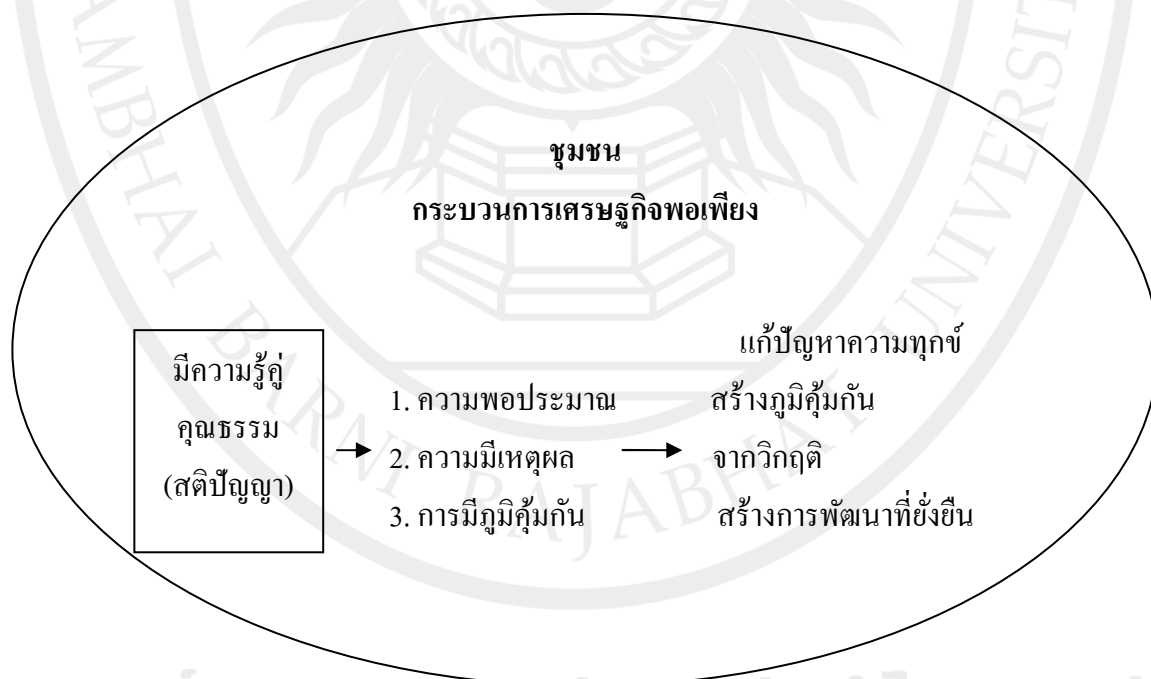 ชุมชน
กระบวนการเศรษฐกิจพอเพียง
มีความรู้คู่
คุณธรรม
(สติปัญญา)
1. ความพอประมาณ
2. ความมีเหตุผล
3. การมีภูมิคุ้มกัน
แก้ปัญหาความทุกข์
สร้างภูมิคุ้มกัน
จากวิกฤติ
สร้างการพัฒนาที่ยั่งยืน
AMBHAI BARNI RAJABHAT UNIVERSIT